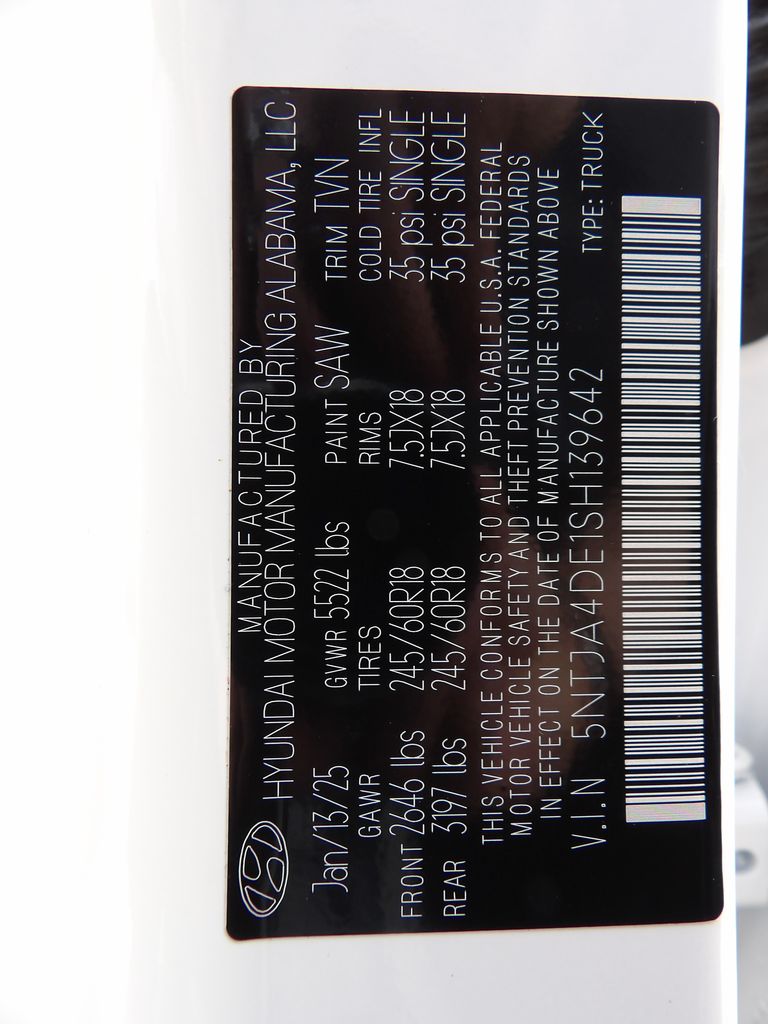 MANUFACTURED BY
HYUNDAI MOTOR MANUFACTURING ALABAMA, LLC
Jan/13/25 GVWR 5522 lbs PAINT SAW TRIM TVN
GAWR TIRES RIMS COLD TIRE INFL
FRONT 2646 lbs 245/60R18 7.5JX18 35 psi SINGLE
REAR 3197 lbs 245/60R18 7.5JX18 35 psi SINGLE
THIS VEHICLE CONFORMS TO ALL APPLICABLE U.S.A. FEDERAL
MOTOR VEHICLE SAFETY AND THEFT PREVENTION STANDARDS
IN EFFECT ON THE DATE OF MANUFACTURE SHOWN ABOVE
V.I.N 5NTJA4DE1SH139642 TYPE: TRUCK